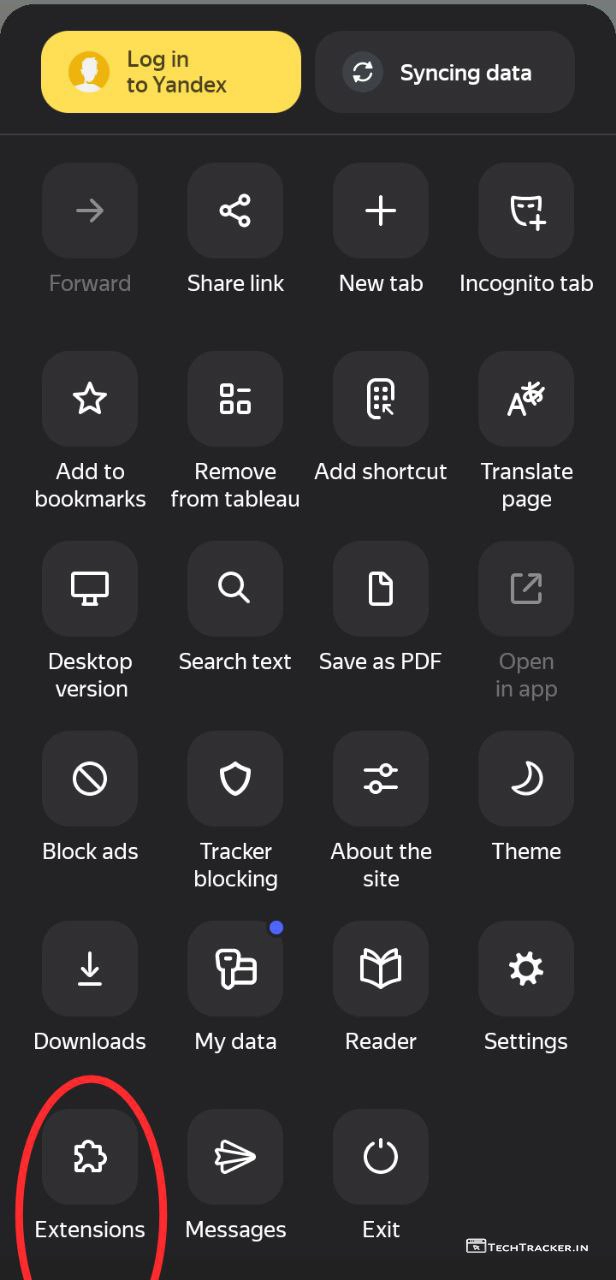 Log in
to Yandex
Syncing data
Forward
Share link
New tab
Incognito tab
Add to
bookmarks
Remove
from tableau
Add shortcut
Translate
page
Desktop
version
Search text
Save as PDF
Open
in app
Block ads
Tracker
blocking
About the
site
Theme
Downloads
My data
Reader
Settings
Extensions
Messages
Exit
TECHTRACKER.IN